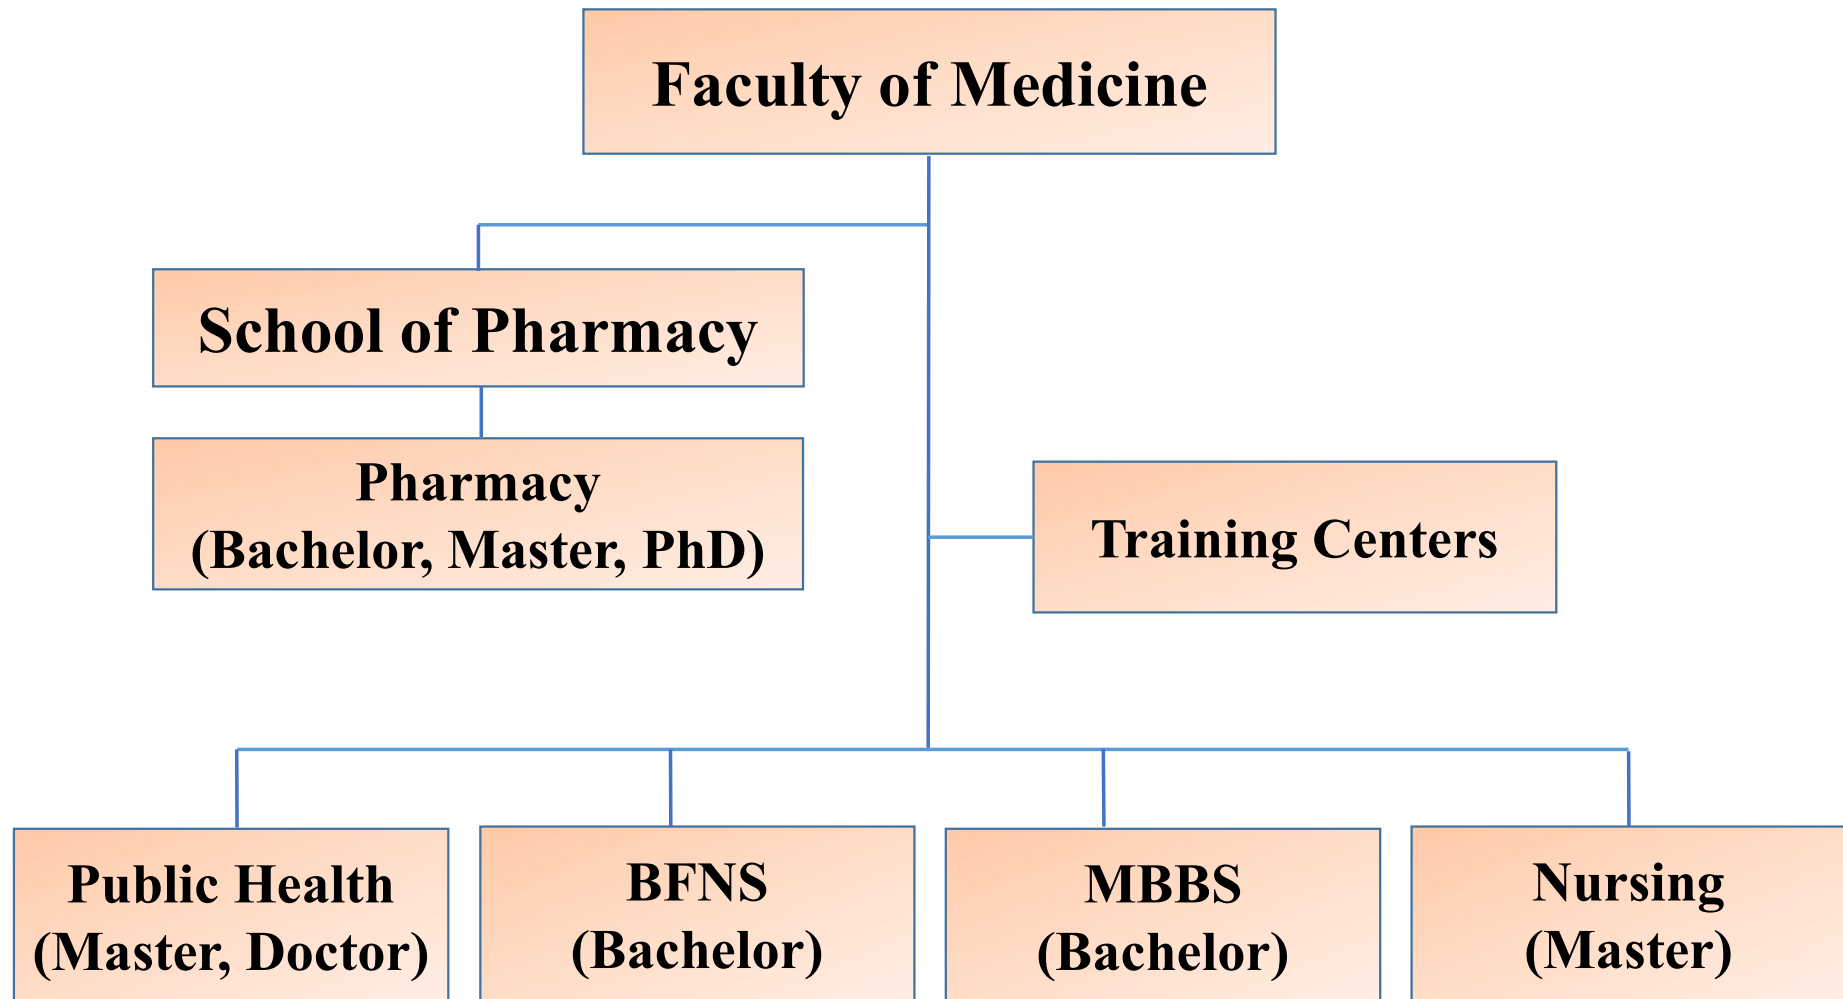 Faculty of Medicine
School of Pharmacy
Pharmacy
(Bachelor, Master, PhD)
Training Centers
Public Health
(Master, Doctor)
BFNS
(Bachelor)
MBBS
(Bachelor)
Nursing
(Master)